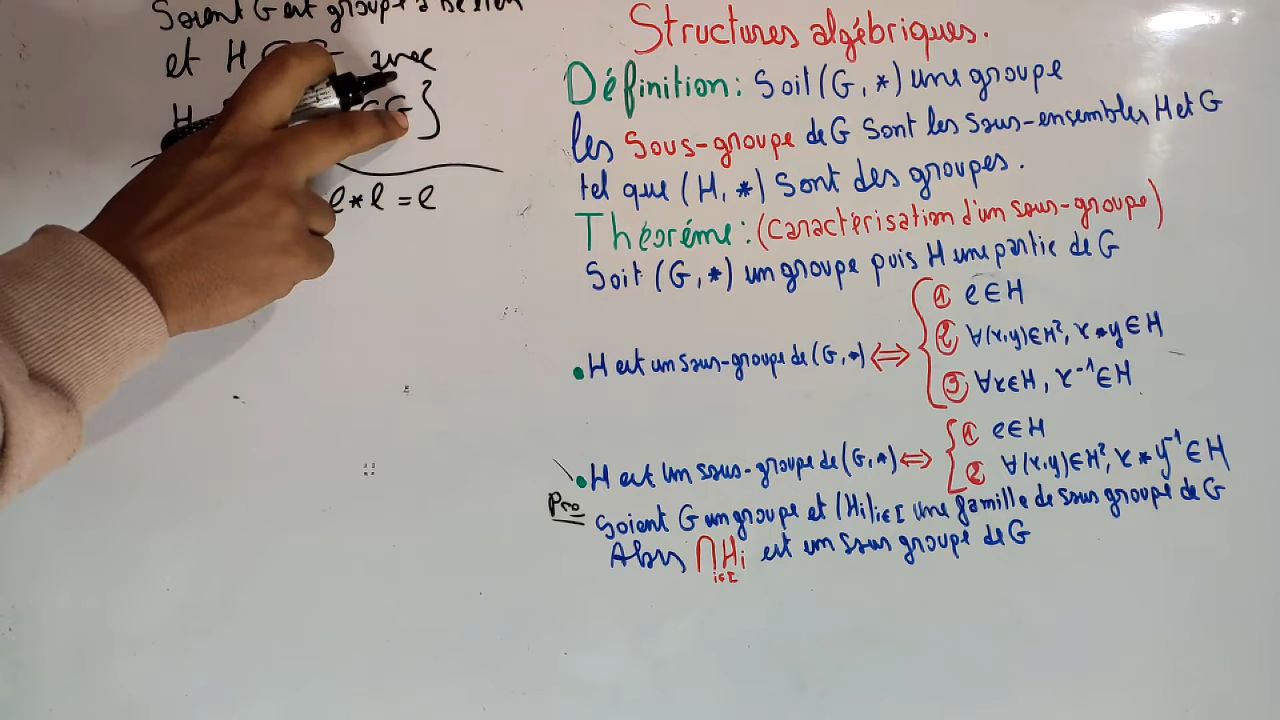 Soient G est groupe
et H avec
H G }
e * e = e
Structures algébriques.
Définition: Soit (G, *) une groupe
les sous-groupe de G sont les sous-ensembles H et G
tel que (H, *) sont des groupes.
Théoréme: (caractérisation d'un sous-groupe)
Soit (G, *) un groupe puis H une partie de G
① e ∈ H
② ∀(x,y)∈H², x * y ∈ H
• H est un sous-groupe de (G, *) ⇔
③ ∀x∈H, x⁻¹ ∈ H
① e ∈ H
• H est un sous-groupe de (G, *) ⇔ ② ∀(x,y)∈H², x * y⁻¹ ∈ H
Pro
Soient G un groupe et (Hi)i∈I une famille de sous groupe de G
Alors ⋂Hi est un sous groupe de G
i∈I